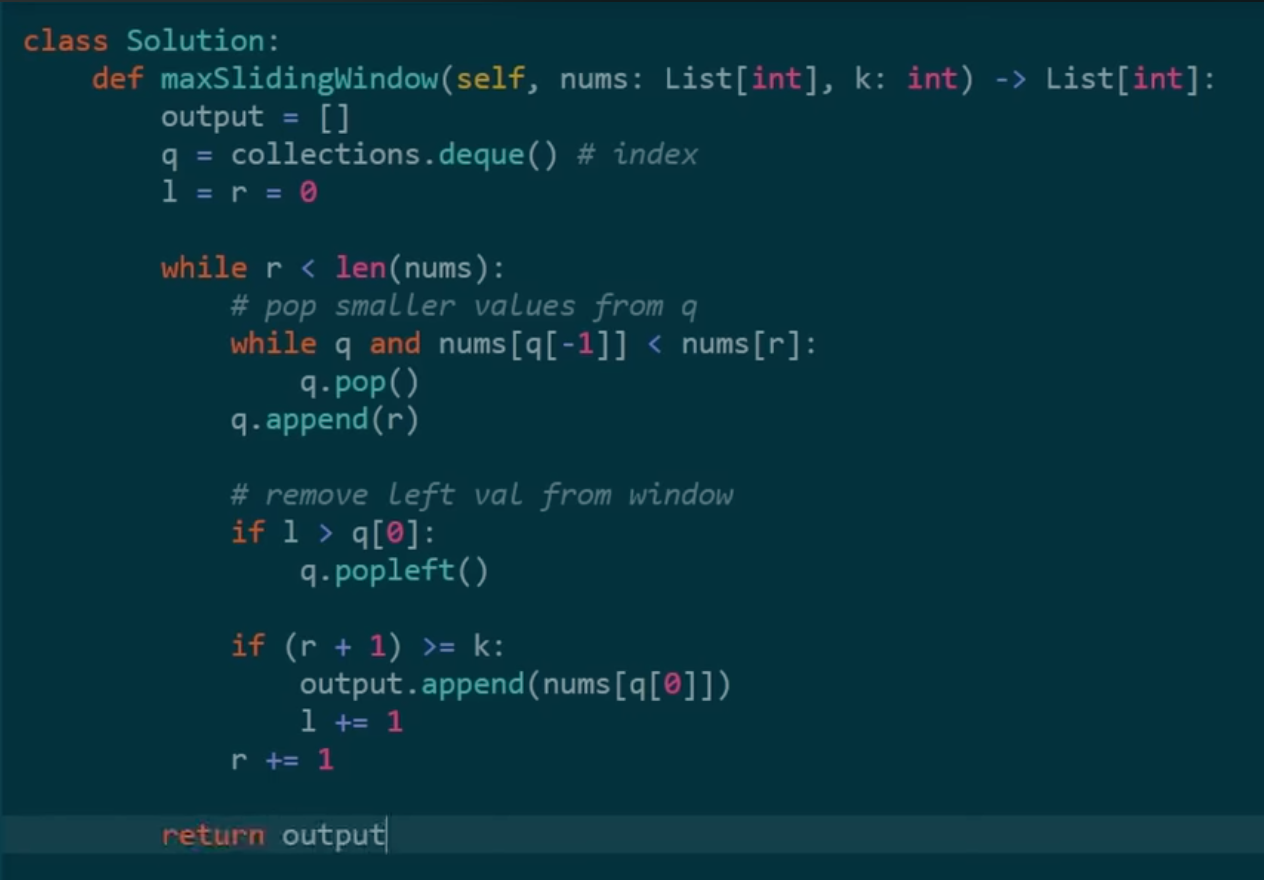 class Solution:
    def maxSlidingWindow(self, nums: List[int], k: int) -> List[int]:
        output = []
        q = collections.deque() # index
        l = r = 0

        while r < len(nums):
            # pop smaller values from q
            while q and nums[q[-1]] < nums[r]:
                q.pop()
            q.append(r)

            # remove left val from window
            if l > q[0]:
                q.popleft()

            if (r + 1) >= k:
                output.append(nums[q[0]])
                l += 1
            r += 1

        return output